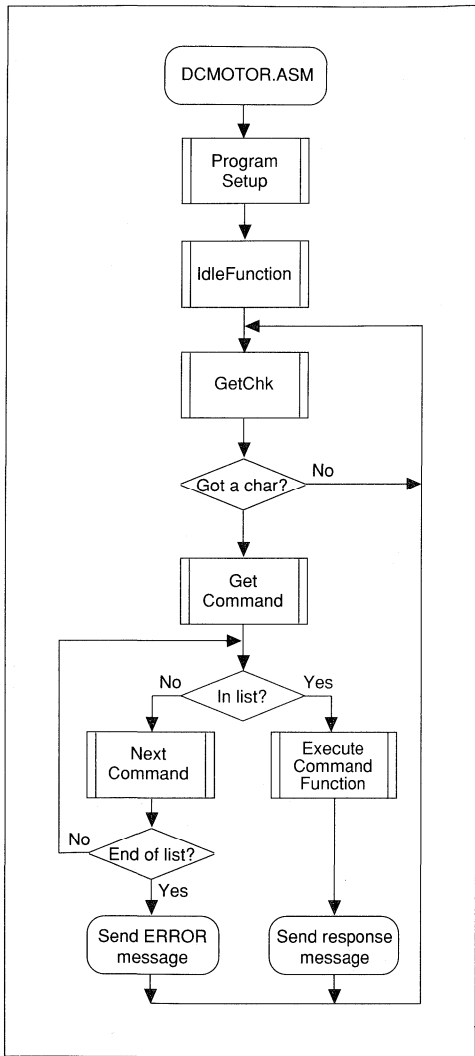 DCMOTOR.ASM
Program
Setup
IdleFunction
GetChk
Got a char?
No
Get
Command
No
In list?
Yes
Next
Command
Execute
Command
Function
No
End of list?
Yes
Send ERROR
message
Send response
message